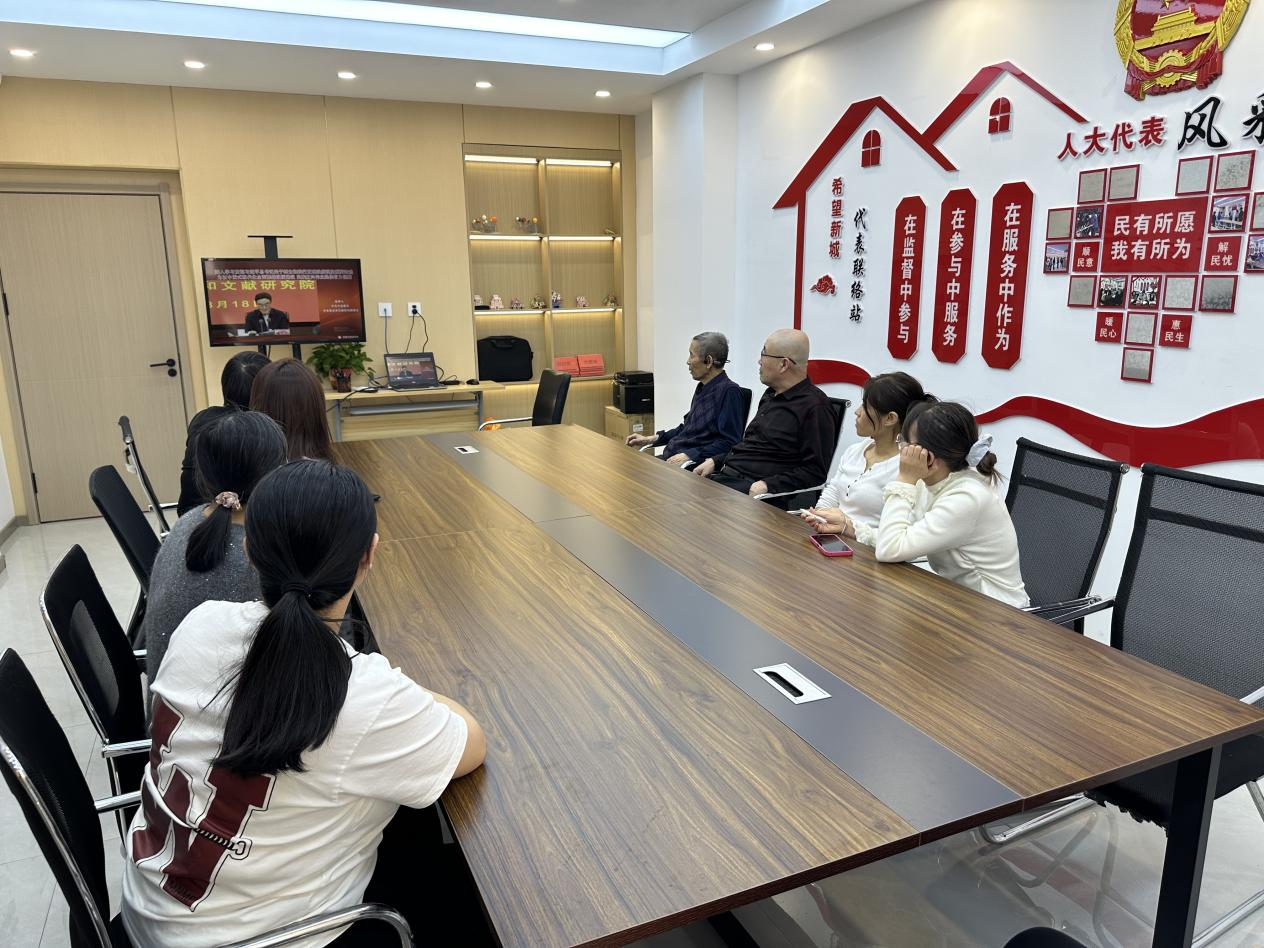 和文献研究院
月18
希望新城
代表联络站
在监督中参与
在参与中服务
在服务中作为
人大代表
风采
民有所愿
我有所为
顺民意
解民忧
暖民心
惠民生